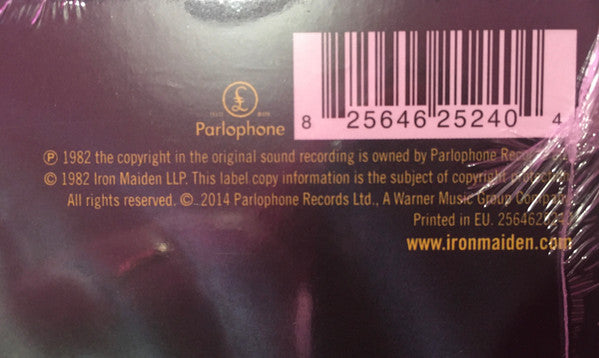 8 25646 25240 4
Parlophone
℗ 1982 the copyright in the original sound recording is owned by Parlophone
© 1982 Iron Maiden LLP. This label copy information is the subject of copyright protection
All rights reserved. ©. 2014 Parlophone Records Ltd., A Warner Music Group Company
Printed in EU.
www.ironmaiden.com